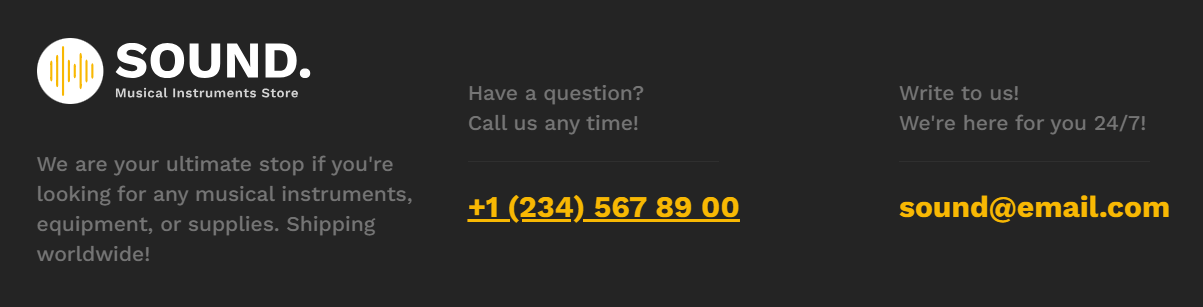 SOUND.
Musical Instruments Store
We are your ultimate stop if you're
looking for any musical instruments,
equipment, or supplies. Shipping
worldwide!
Have a question?
Call us any time!
+1 (234) 567 89 00
Write to us!
We're here for you 24/7!
sound@email.com